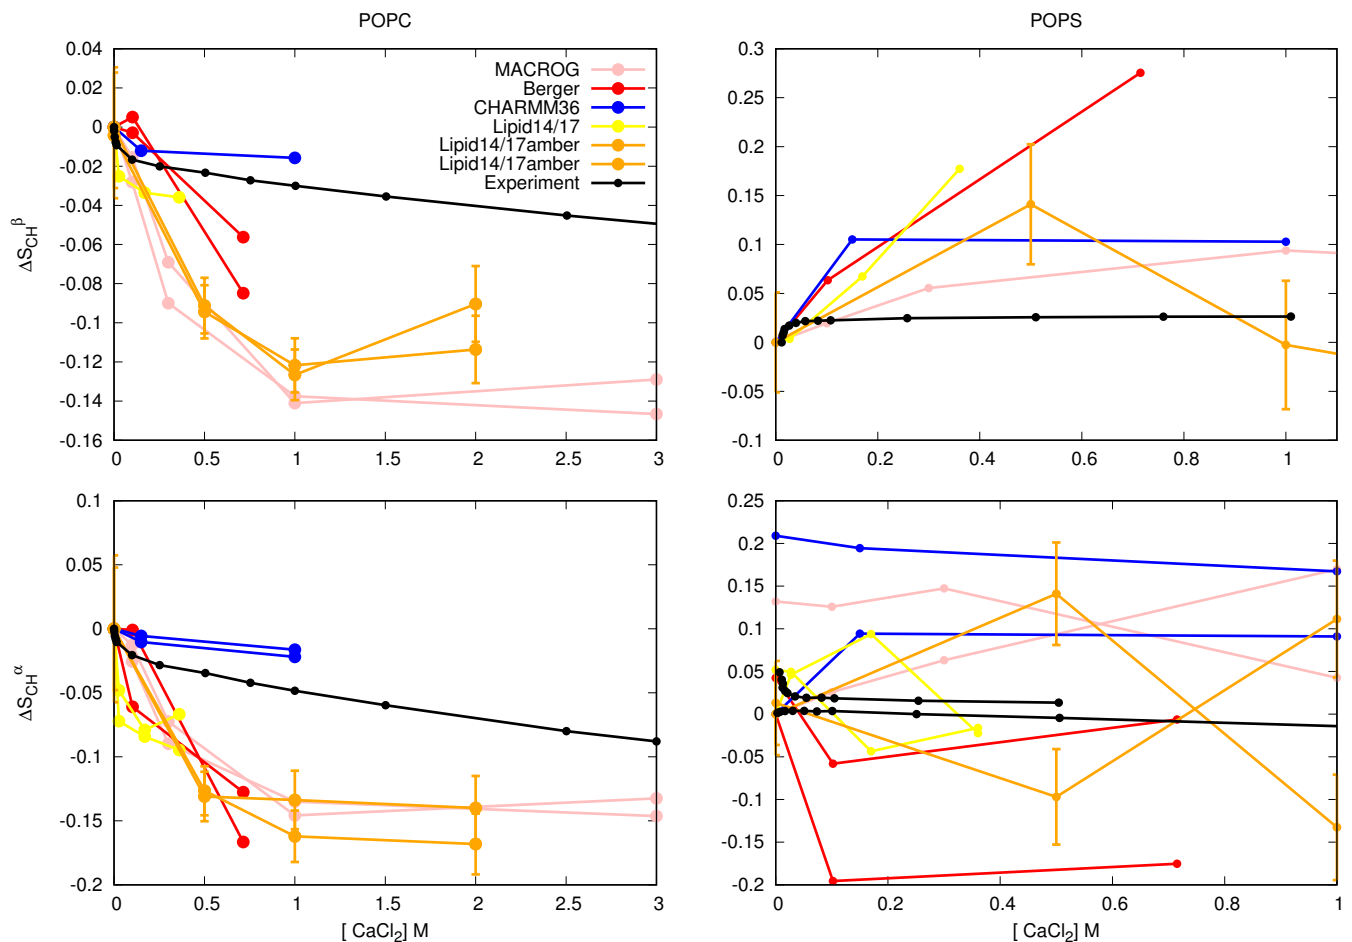 POPC
POPS
ΔS_CH^β
0.04
0.02
0
-0.02
-0.04
-0.06
-0.08
-0.1
-0.12
-0.14
-0.16
0 0.5 1 1.5 2 2.5 3
MACROG
Berger
CHARMM36
Lipid14/17
Lipid14/17amber
Lipid14/17amber
Experiment
0.3
0.25
0.2
0.15
0.1
0.05
0
-0.05
-0.1
0 0.2 0.4 0.6 0.8 1
ΔS_CH^α
0.1
0.05
0
-0.05
-0.1
-0.15
-0.2
0 0.5 1 1.5 2 2.5 3
[ CaCl₂] M
0.25
0.2
0.15
0.1
0.05
0
-0.05
-0.1
-0.15
-0.2
0 0.2 0.4 0.6 0.8 1
[ CaCl₂] M